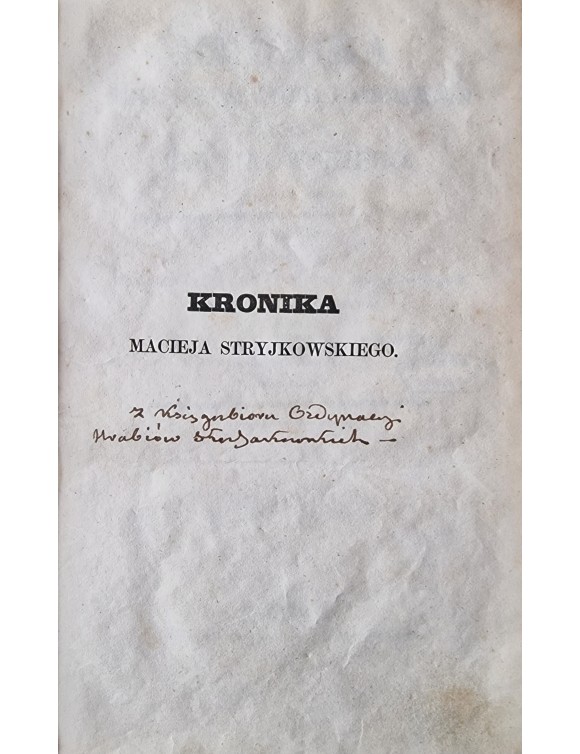 KRONIKA
MACIEJA STRYJKOWSKIEGO.
z Księgozbioru Ordynacyi
Hrabiów